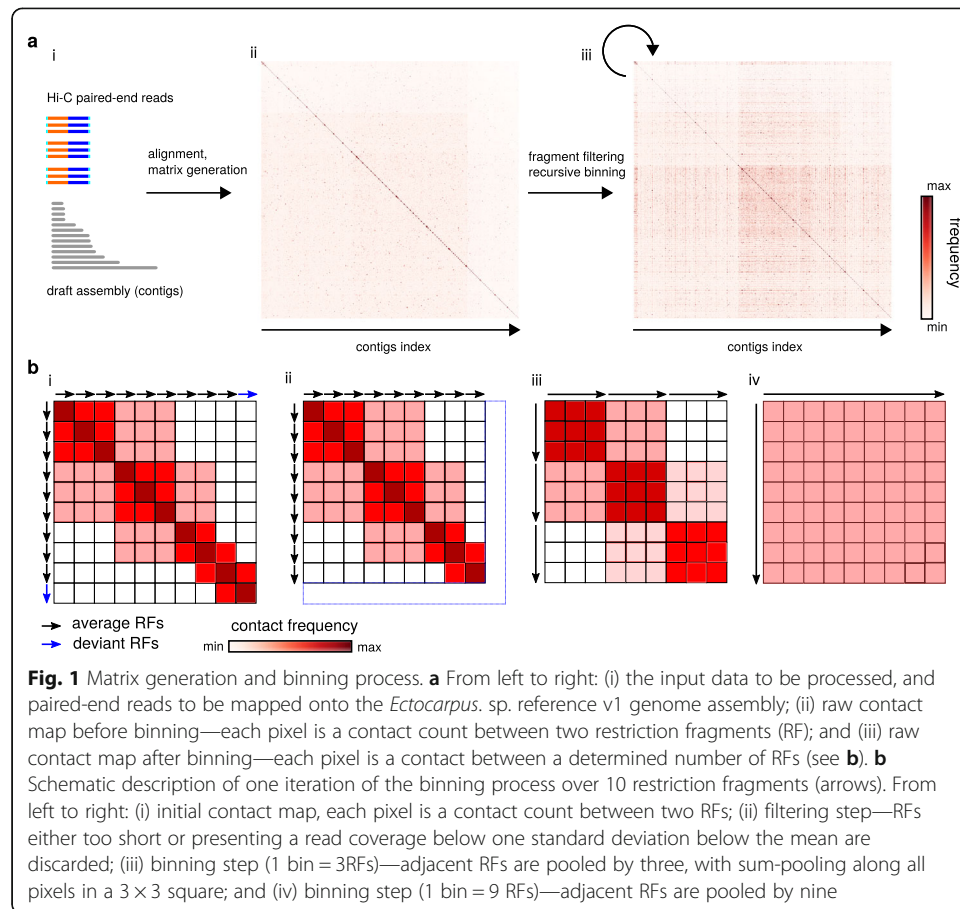 a
i
ii
iii
Hi-C paired-end reads
alignment,
matrix generation
fragment filtering
recursive binning
draft assembly (contigs)
contigs index
contigs index
max
frequency
min
b
i
ii
iii
iv
average RFs
deviant RFs
contact frequency
min
max
Fig. 1 Matrix generation and binning process. a From left to right: (i) the input data to be processed, and
paired-end reads to be mapped onto the Ectocarpus. sp. reference v1 genome assembly; (ii) raw contact
map before binning—each pixel is a contact count between two restriction fragments (RF); and (iii) raw
contact map after binning—each pixel is a contact between a determined number of RFs (see b). b
Schematic description of one iteration of the binning process over 10 restriction fragments (arrows). From
left to right: (i) initial contact map, each pixel is a contact count between two RFs; (ii) filtering step—RFs
either too short or presenting a read coverage below one standard deviation below the mean are
discarded; (iii) binning step (1 bin = 3RFs)—adjacent RFs are pooled by three, with sum-pooling along all
pixels in a 3 × 3 square; and (iv) binning step (1 bin = 9 RFs)—adjacent RFs are pooled by nine